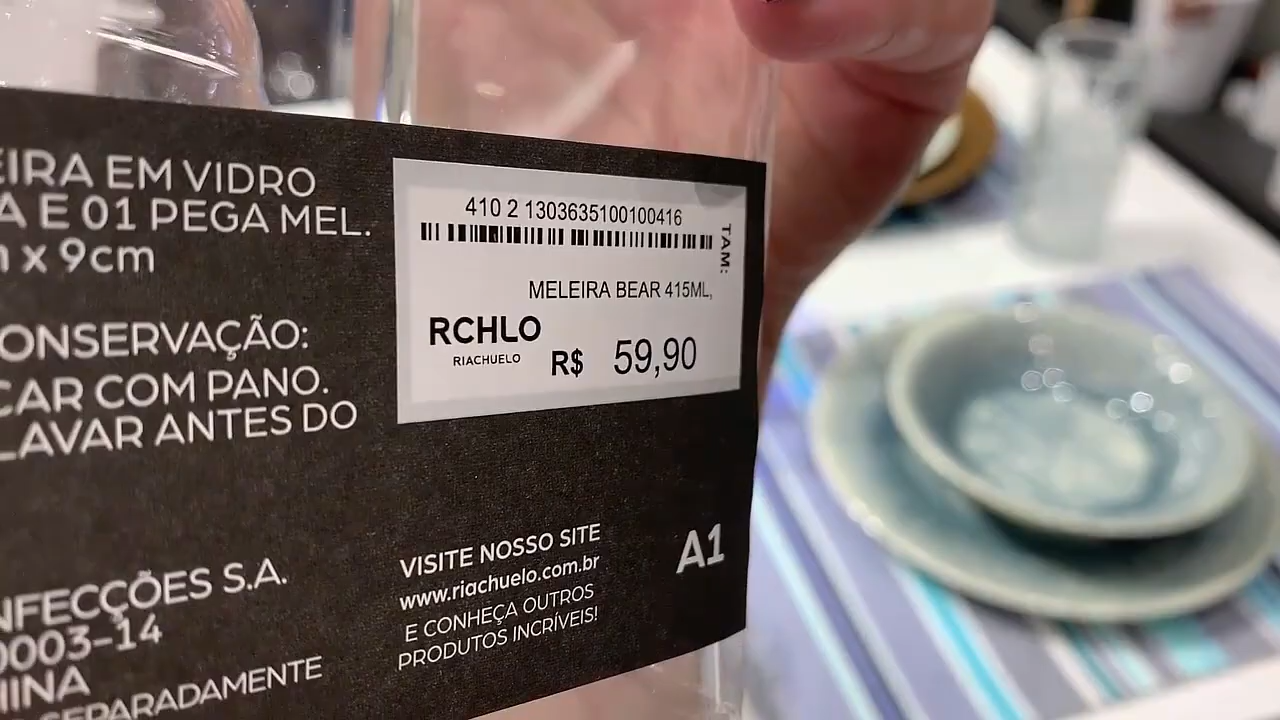 EIRA EM VIDRO
A E 01 PEGA MEL.
x 9cm
ONSERVAÇÃO:
CAR COM PANO.
LAVAR ANTES DO
NFECÇÕES S.A.
0003-14
HINA
SEPARADAMENTE
410 2 1303635100100416
TAM:
MELEIRA BEAR 415ML,
RCHLO
RIACHUELO
R$ 59,90
VISITE NOSSO SITE
www.riachuelo.com.br
E CONHEÇA OUTROS
PRODUTOS INCRÍVEIS!
A1